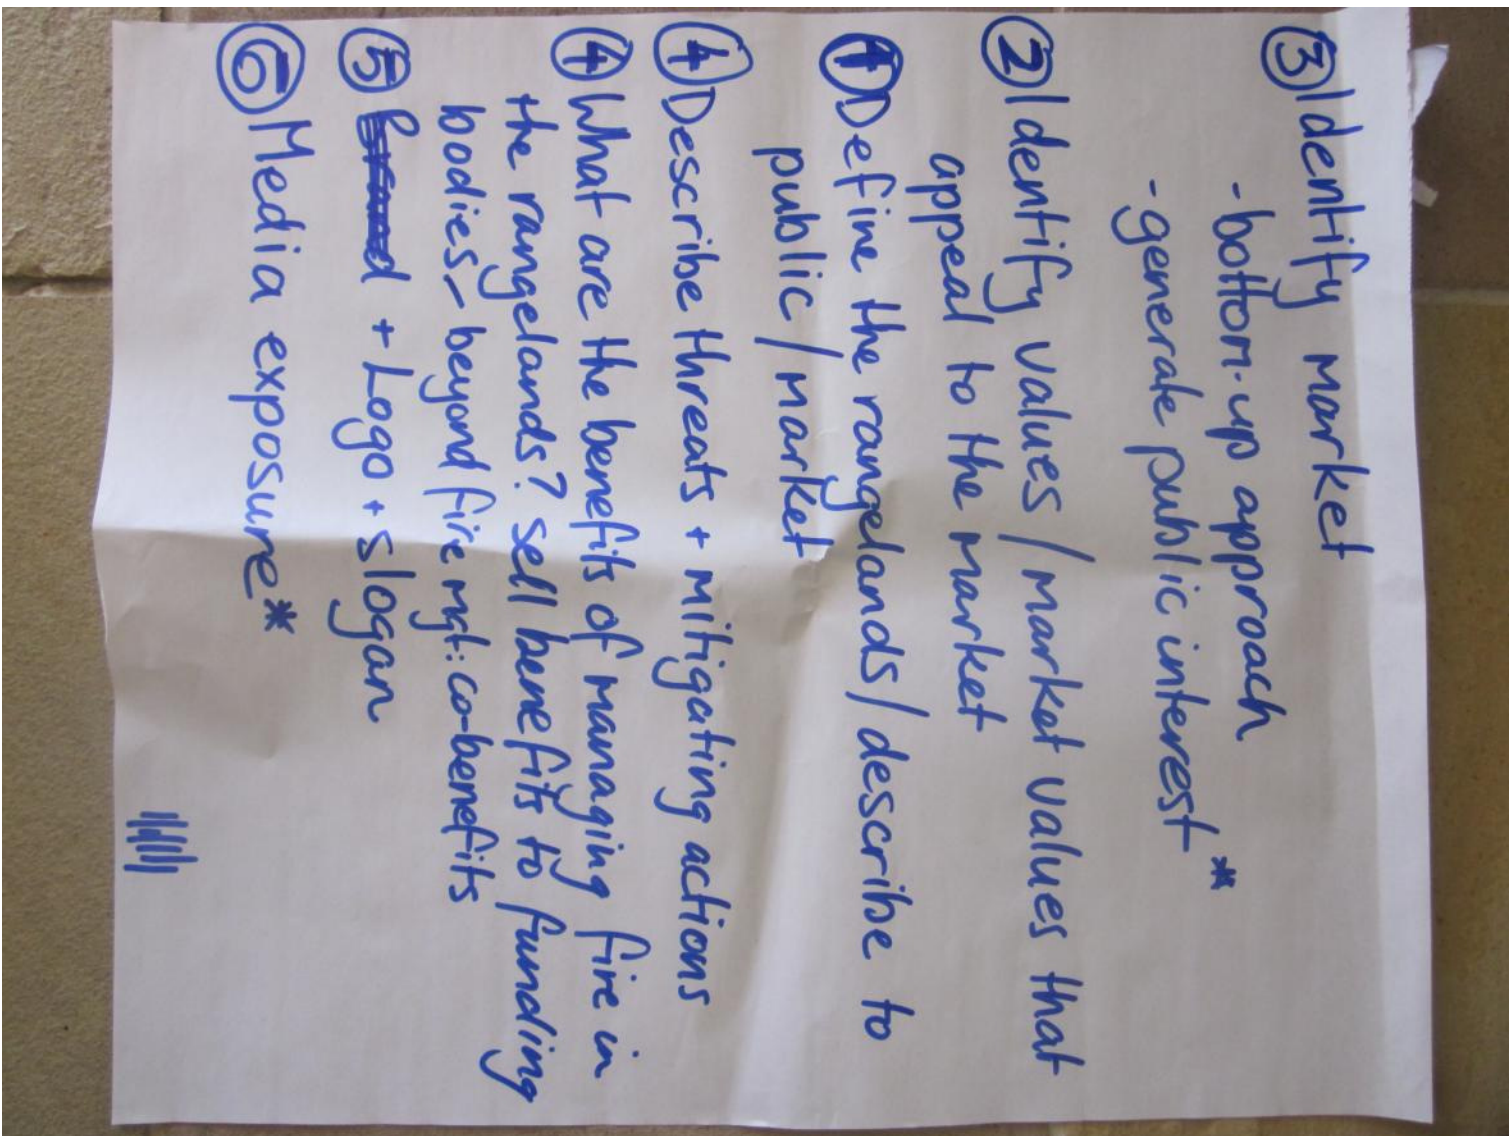 ③ Identify market
- bottom-up approach
- generate public interest*
② Identify values / market values that
appeal to the market
① Define the rangelands / describe to
public / market
④ Describe threats + mitigating actions
④ What are the benefits of managing fire in
the rangelands? sell benefits to funding
bodies - beyond fire mgt: co-benefits
⑤ + Logo + slogan
⑥ Media exposure*